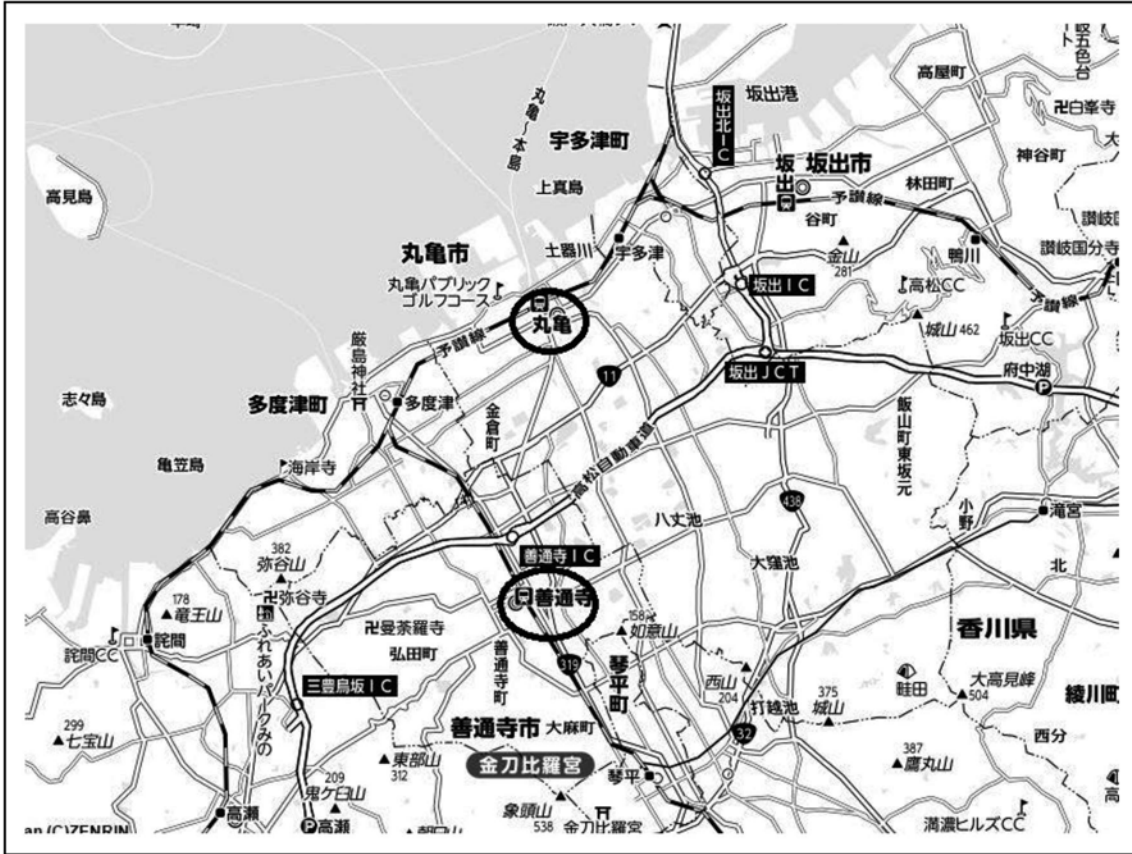 坂出港
高屋町
岐五色台
卍白峯寺
神谷町
丸亀～本島
宇多津町
坂出北IC
坂出
坂出市
林田町
上真島
高見島
予讃線
谷町
讃岐国
讃岐国分寺
土器川
宇多津
金山
281
鴨川
丸亀市
丸亀パブリック
ゴルフコース
坂出IC
高松CC
予讃線
丸亀
城山 462
坂出CC
予讃線
厳島神社
11
坂出JCT
府中湖
P
志々島
多度津町
多度津
金倉町
高松自動車道
飯山町東坂元
亀笠島
海岸寺
438
小野
滝宮
高谷鼻
八丈池
382
弥谷山
善通寺IC
大窪池
北
178
竜王山
卍弥谷寺
善通寺
ふれあいパークみの
卍曼荼羅寺
158
如意山
香川県
詫間
詫間CC
弘田町
善通寺町
319
琴平町
西山
204
畦田
大高見峰
504
三豊鳥坂IC
375
城山
綾川町
打越池
299
七宝山
善通寺市
大麻町
32
西分
東部山
312
金刀比羅宮
387
鷹丸山
209
鬼ケ臼山
琴平
高瀬
P高瀬
象頭山
538
金刀比羅宮
満濃ヒルズCC
an (C)ZENRIN